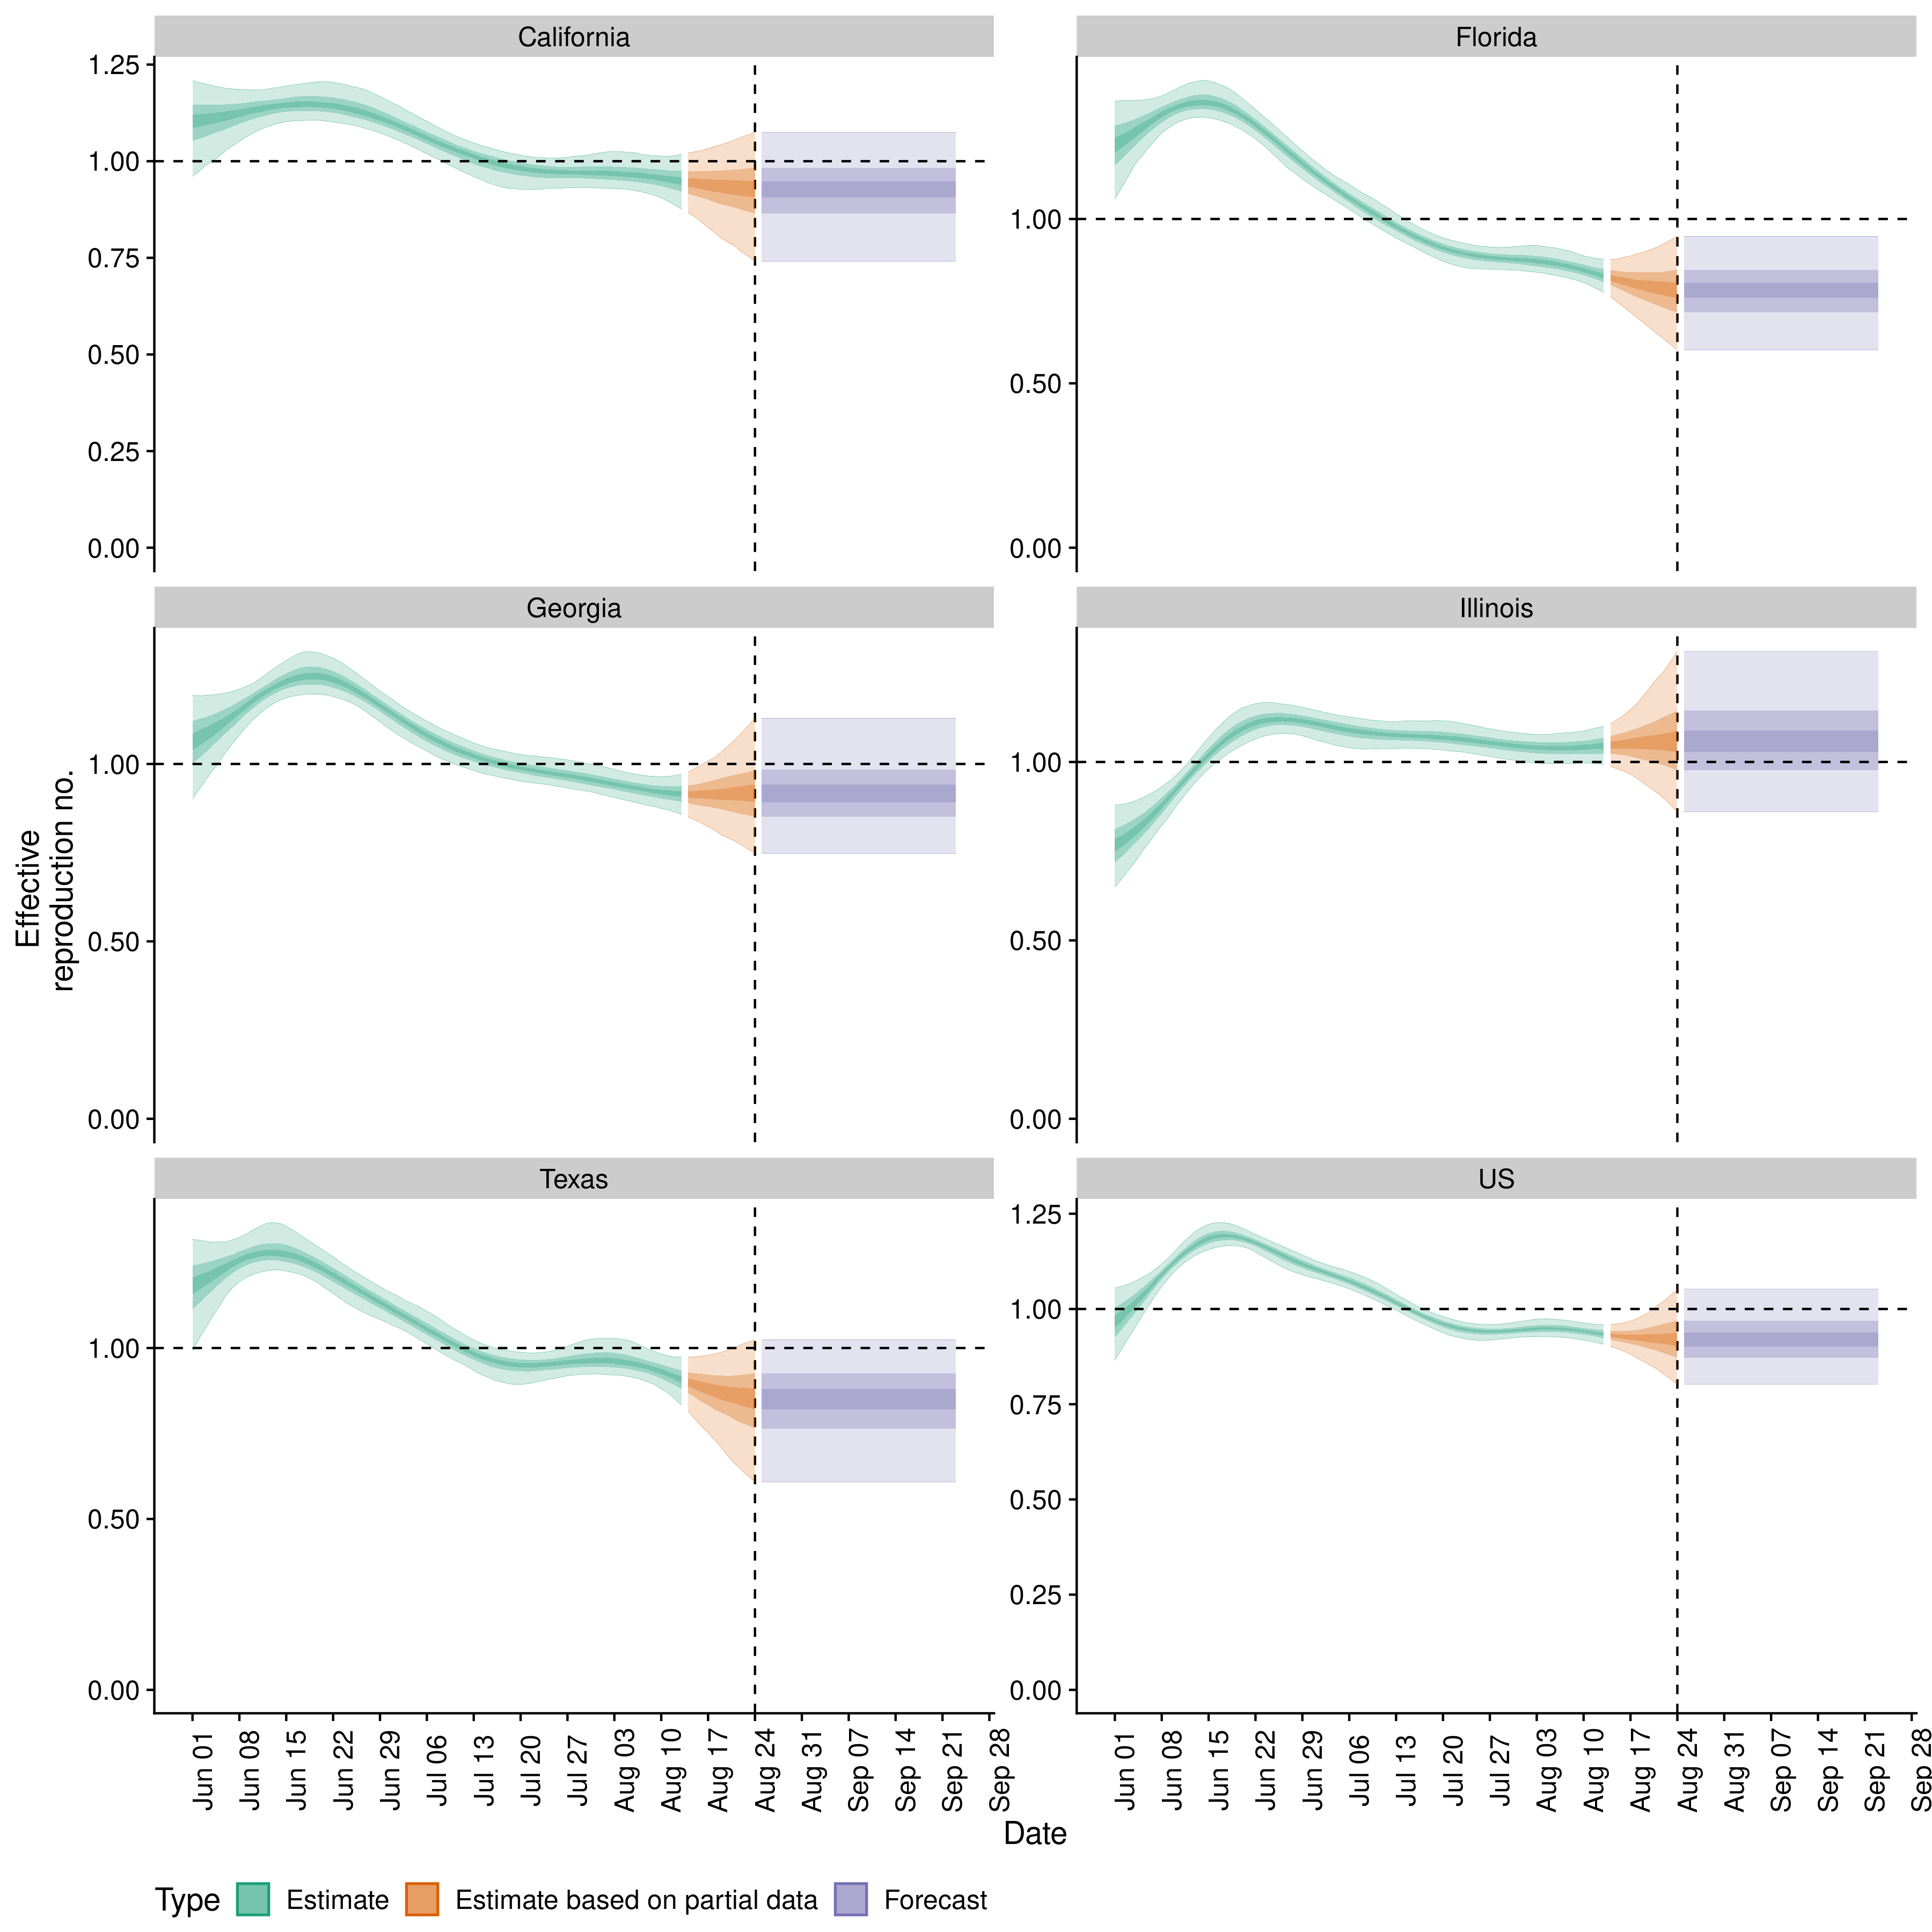 California
Florida
1.25
1.00
0.75
0.50
0.25
0.00
1.00
0.50
0.00
Georgia
Illinois
1.00
0.50
0.00
1.00
0.50
0.00
Texas
US
1.00
0.50
0.00
1.25
1.00
0.75
0.50
0.25
0.00
Effective
reproduction no.
Jun 01
Jun 08
Jun 15
Jun 22
Jun 29
Jul 06
Jul 13
Jul 20
Jul 27
Aug 03
Aug 10
Aug 17
Aug 24
Aug 31
Sep 07
Sep 14
Sep 21
Sep 28
Jun 01
Jun 08
Jun 15
Jun 22
Jun 29
Jul 06
Jul 13
Jul 20
Jul 27
Aug 03
Aug 10
Aug 17
Aug 24
Aug 31
Sep 07
Sep 14
Sep 21
Sep 28
Date
Type Estimate Estimate based on partial data Forecast